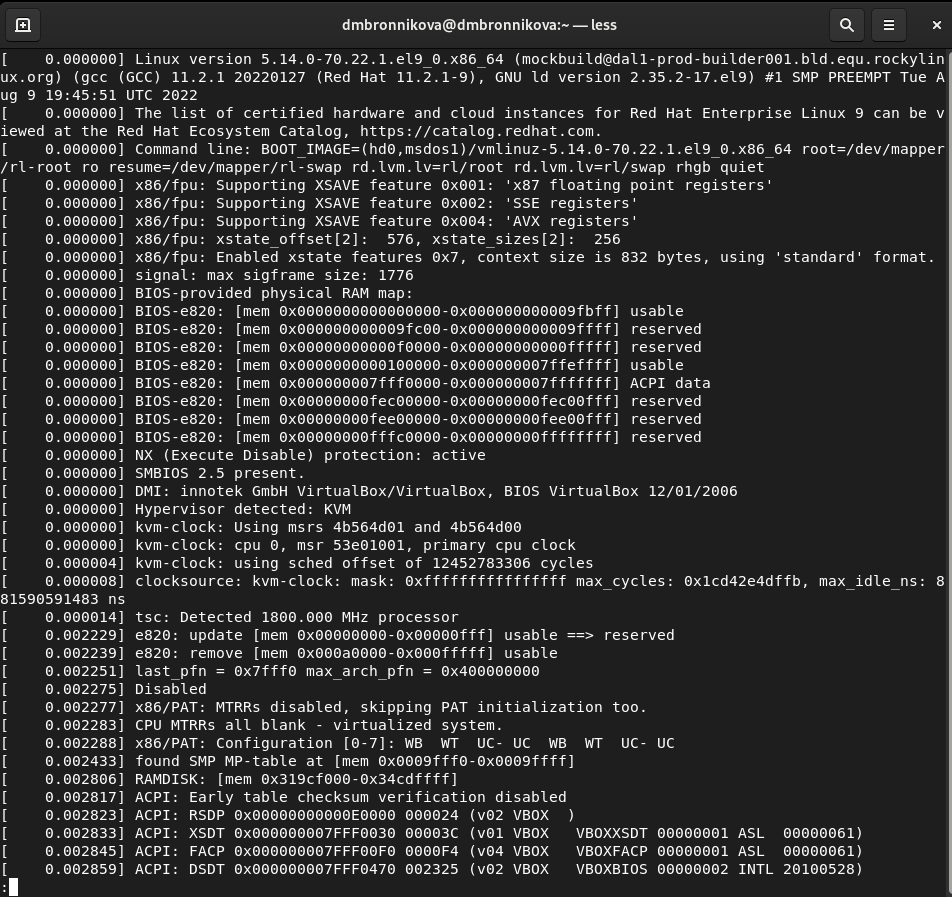 dmbronnikova@dmbronnikova:~ — less
[    0.000000] Linux version 5.14.0-70.22.1.el9_0.x86_64 (mockbuild@dal1-prod-builder001.bld.equ.rockylin
ux.org) (gcc (GCC) 11.2.1 20220127 (Red Hat 11.2.1-9), GNU ld version 2.35.2-17.el9) #1 SMP PREEMPT Tue A
ug 9 19:45:51 UTC 2022
[    0.000000] The list of certified hardware and cloud instances for Red Hat Enterprise Linux 9 can be v
iewed at the Red Hat Ecosystem Catalog, https://catalog.redhat.com.
[    0.000000] Command line: BOOT_IMAGE=(hd0,msdos1)/vmlinuz-5.14.0-70.22.1.el9_0.x86_64 root=/dev/mapper
/rl-root ro resume=/dev/mapper/rl-swap rd.lvm.lv=rl/root rd.lvm.lv=rl/swap rhgb quiet
[    0.000000] x86/fpu: Supporting XSAVE feature 0x001: 'x87 floating point registers'
[    0.000000] x86/fpu: Supporting XSAVE feature 0x002: 'SSE registers'
[    0.000000] x86/fpu: Supporting XSAVE feature 0x004: 'AVX registers'
[    0.000000] x86/fpu: xstate_offset[2]:  576, xstate_sizes[2]:  256
[    0.000000] x86/fpu: Enabled xstate features 0x7, context size is 832 bytes, using 'standard' format.
[    0.000000] signal: max sigframe size: 1776
[    0.000000] BIOS-provided physical RAM map:
[    0.000000] BIOS-e820: [mem 0x0000000000000000-0x000000000009fbff] usable
[    0.000000] BIOS-e820: [mem 0x000000000009fc00-0x000000000009ffff] reserved
[    0.000000] BIOS-e820: [mem 0x00000000000f0000-0x00000000000fffff] reserved
[    0.000000] BIOS-e820: [mem 0x0000000000100000-0x000000007ffeffff] usable
[    0.000000] BIOS-e820: [mem 0x000000007fff0000-0x000000007fffffff] ACPI data
[    0.000000] BIOS-e820: [mem 0x00000000fec00000-0x00000000fec00fff] reserved
[    0.000000] BIOS-e820: [mem 0x00000000fee00000-0x00000000fee00fff] reserved
[    0.000000] BIOS-e820: [mem 0x00000000fffc0000-0x00000000ffffffff] reserved
[    0.000000] NX (Execute Disable) protection: active
[    0.000000] SMBIOS 2.5 present.
[    0.000000] DMI: innotek GmbH VirtualBox/VirtualBox, BIOS VirtualBox 12/01/2006
[    0.000000] Hypervisor detected: KVM
[    0.000000] kvm-clock: Using msrs 4b564d01 and 4b564d00
[    0.000000] kvm-clock: cpu 0, msr 53e01001, primary cpu clock
[    0.000004] kvm-clock: using sched offset of 12452783306 cycles
[    0.000008] clocksource: kvm-clock: mask: 0xffffffffffffffff max_cycles: 0x1cd42e4dffb, max_idle_ns: 8
81590591483 ns
[    0.000014] tsc: Detected 1800.000 MHz processor
[    0.002229] e820: update [mem 0x00000000-0x00000fff] usable ==> reserved
[    0.002239] e820: remove [mem 0x000a0000-0x000fffff] usable
[    0.002251] last_pfn = 0x7fff0 max_arch_pfn = 0x400000000
[    0.002275] Disabled
[    0.002277] x86/PAT: MTRRs disabled, skipping PAT initialization too.
[    0.002283] CPU MTRRs all blank - virtualized system.
[    0.002288] x86/PAT: Configuration [0-7]: WB  WT  UC- UC  WB  WT  UC- UC
[    0.002433] found SMP MP-table at [mem 0x0009fff0-0x0009ffff]
[    0.002806] RAMDISK: [mem 0x319cf000-0x34cdffff]
[    0.002817] ACPI: Early table checksum verification disabled
[    0.002823] ACPI: RSDP 0x00000000000E0000 000024 (v02 VBOX  )
[    0.002833] ACPI: XSDT 0x000000007FFF0030 00003C (v01 VBOX   VBOXXSDT 00000001 ASL  00000061)
[    0.002845] ACPI: FACP 0x000000007FFF00F0 0000F4 (v04 VBOX   VBOXFACP 00000001 ASL  00000061)
[    0.002859] ACPI: DSDT 0x000000007FFF0470 002325 (v02 VBOX   VBOXBIOS 00000002 INTL 20100528)
: